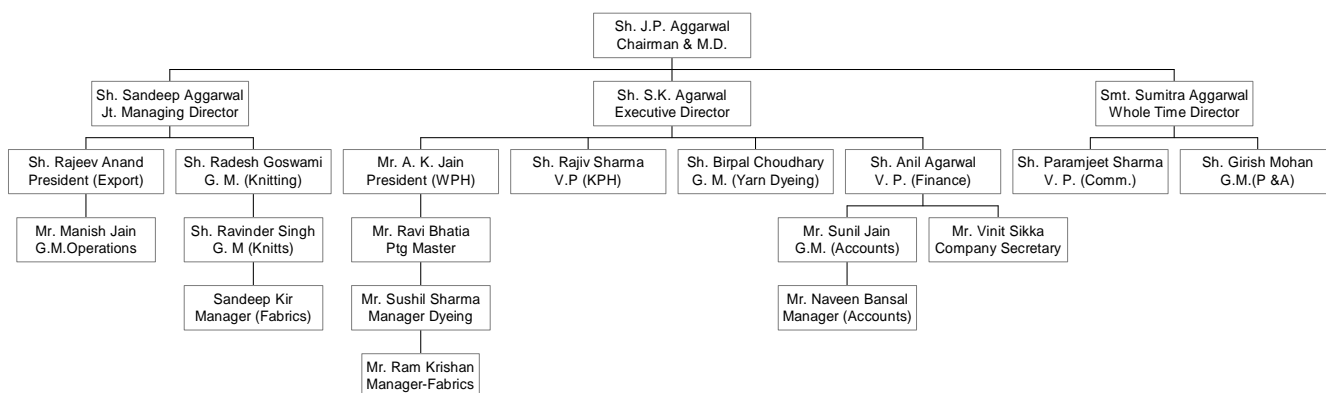 Sh. J.P. Aggarwal
Chairman & M.D.
Sh. Sandeep Aggarwal
Jt. Managing Director
Sh. S.K. Agarwal
Executive Director
Smt. Sumitra Aggarwal
Whole Time Director
Sh. Rajeev Anand
President (Export)
Sh. Radesh Goswami
G. M. (Knitting)
Mr. A. K. Jain
President (WPH)
Sh. Rajiv Sharma
V.P (KPH)
Sh. Birpal Choudhary
G. M. (Yarn Dyeing)
Sh. Anil Agarwal
V. P. (Finance)
Sh. Paramjeet Sharma
V. P. (Comm.)
Sh. Girish Mohan
G.M.(P &A)
Mr. Manish Jain
G.M.Operations
Sh. Ravinder Singh
G. M (Knitts)
Mr. Ravi Bhatia
Ptg Master
Mr. Sunil Jain
G.M. (Accounts)
Mr. Vinit Sikka
Company Secretary
Sandeep Kir
Manager (Fabrics)
Mr. Sushil Sharma
Manager Dyeing
Mr. Naveen Bansal
Manager (Accounts)
Mr. Ram Krishan
Manager-Fabrics